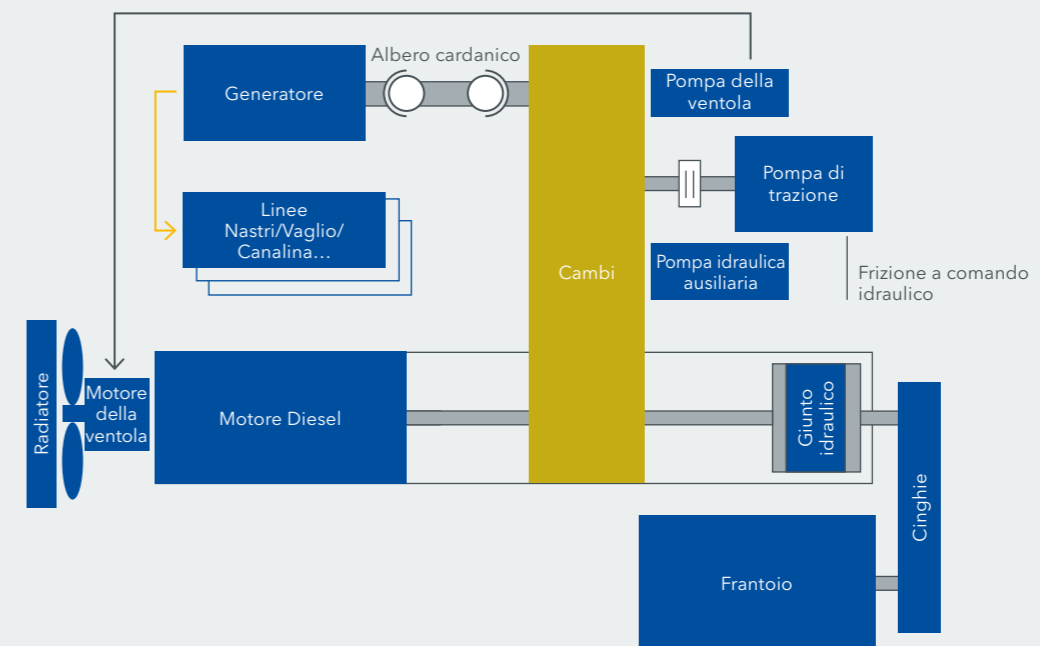 Albero cardanico
Generatore
Pompa della
ventola
Pompa di
trazione
Linee
Nastri/Vaglio/
Canalina…
Cambi
Pompa idraulica
ausiliaria
Frizione a comando
idraulico
Radiatore
Motore
della
ventola
Motore Diesel
Giunto
idraulico
Cinghie
Frantoio